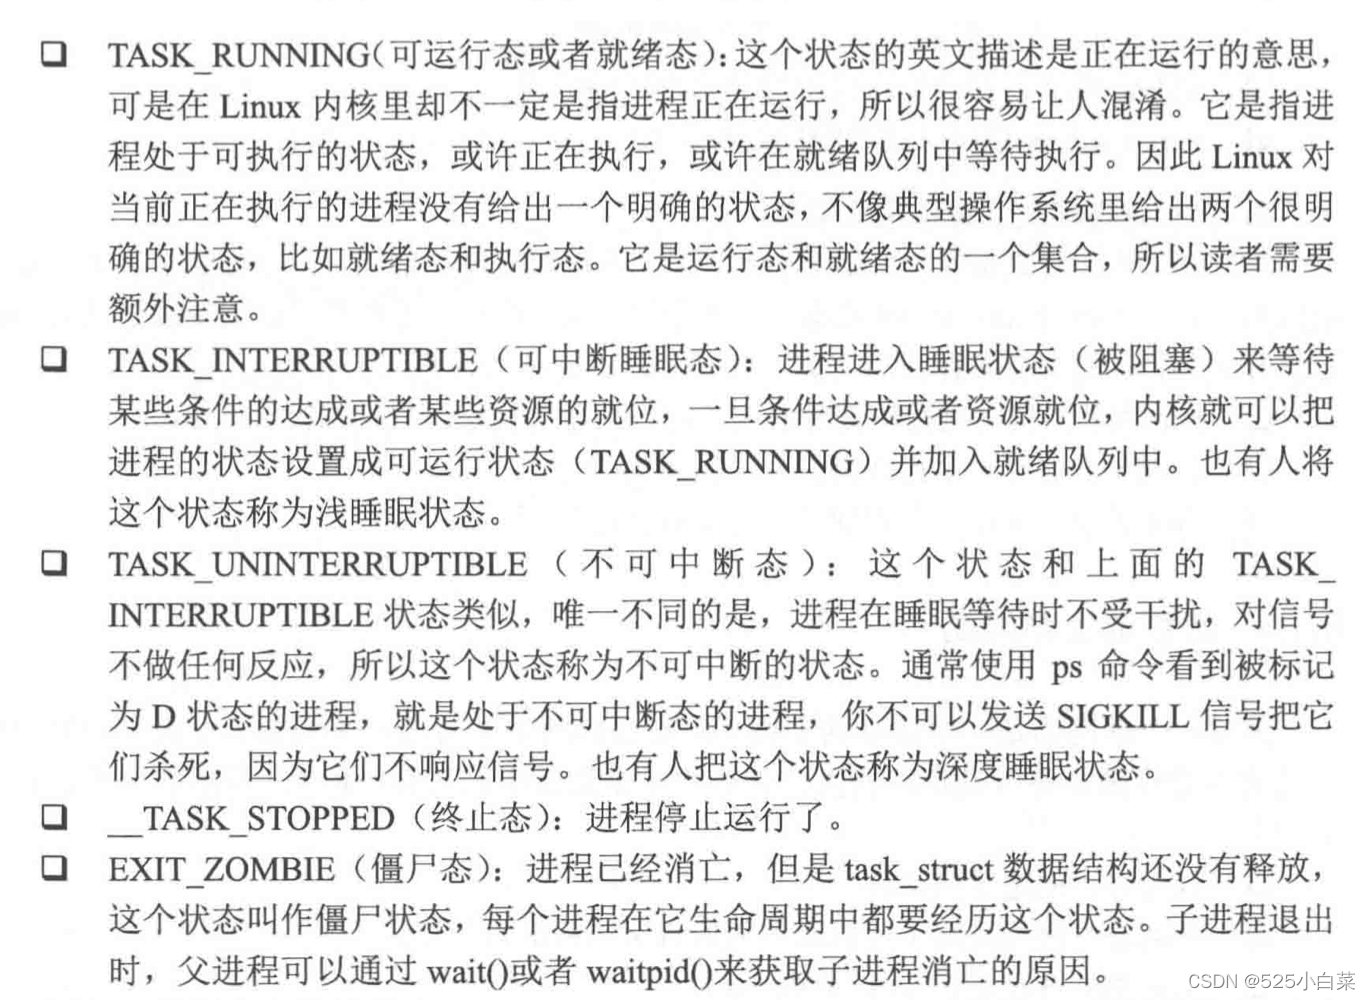 ❏ TASK_RUNNING(可运行态或者就绪态):这个状态的英文描述是正在运行的意思,
可是在 Linux 内核里却不一定是指进程正在运行，所以很容易让人混淆。它是指进
程处于可执行的状态，或许正在执行，或许在就绪队列中等待执行。因此 Linux 对
当前正在执行的进程没有给出一个明确的状态，不像典型操作系统里给出两个很明
确的状态，比如就绪态和执行态。它是运行态和就绪态的一个集合，所以读者需要
额外注意。
❏ TASK_INTERRUPTIBLE（可中断睡眠态）：进程进入睡眠状态（被阻塞）来等待
某些条件的达成或者某些资源的就位，一旦条件达成或者资源就位，内核就可以把
进程的状态设置成可运行状态（TASK_RUNNING）并加入就绪队列中。也有人将
这个状态称为浅睡眠状态。
❏ TASK_UNINTERRUPTIBLE（不可中断态）：这个状态和上面的 TASK_
INTERRUPTIBLE 状态类似，唯一不同的是，进程在睡眠等待时不受干扰，对信号
不做任何反应，所以这个状态称为不可中断的状态。通常使用 ps 命令看到被标记
为 D 状态的进程，就是处于不可中断态的进程，你不可以发送 SIGKILL 信号把它
们杀死，因为它们不响应信号。也有人把这个状态称为深度睡眠状态。
❏ __TASK_STOPPED（终止态）：进程停止运行了。
❏ EXIT_ZOMBIE（僵尸态）：进程已经消亡，但是 task_struct 数据结构还没有释放，
这个状态叫作僵尸状态，每个进程在它生命周期中都要经历这个状态。子进程退出
时，父进程可以通过 wait()或者 waitpid()来获取子进程消亡的原因。
CSDN @525小白菜